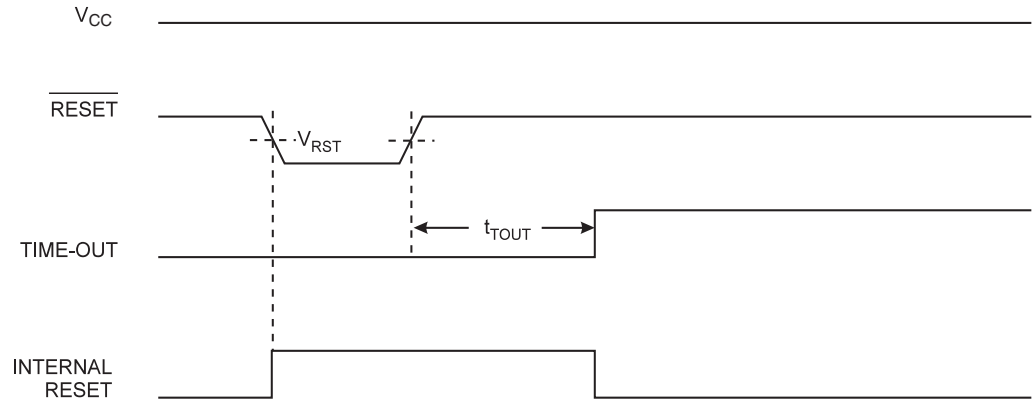 VCC
RESET
VRST
tTOUT
TIME-OUT
INTERNAL
RESET